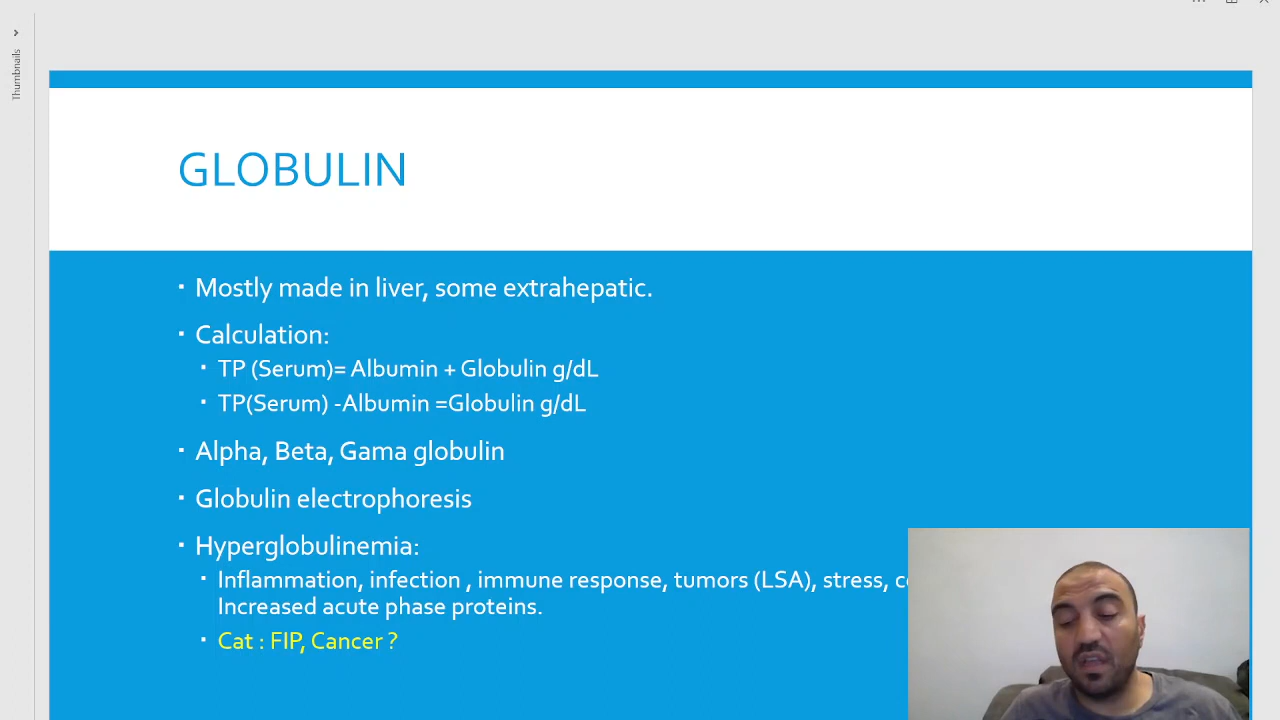 Thumbnails
GLOBULIN
Mostly made in liver, some extrahepatic.
Calculation:
TP (Serum)= Albumin + Globulin g/dL
TP(Serum) -Albumin =Globulin g/dL
Alpha, Beta, Gama globulin
Globulin electrophoresis
Hyperglobulinemia:
Inflammation, infection , immune response, tumors (LSA), stress,
Increased acute phase proteins.
Cat : FIP, Cancer ?